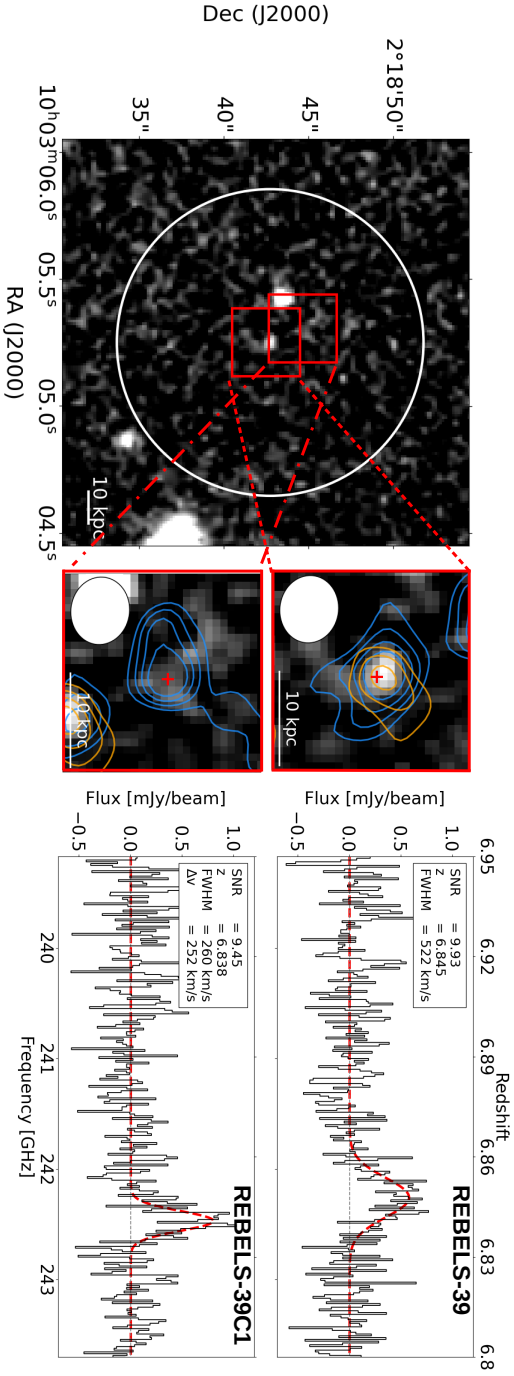 Dec (J2000)
2°18'50"
45"
40"
35"
10ʰ03ᵐ06.0ˢ
05.5ˢ
05.0ˢ
04.5ˢ
RA (J2000)
10 kpc
10 kpc
10 kpc
Redshift
6.95
6.92
6.89
6.86
6.83
6.8
REBELS-39
SNR = 9.93
z = 6.845
FWHM = 522 km/s
Flux [mJy/beam]
1.0
0.5
0.0
−0.5
REBELS-39C1
SNR = 9.45
z = 6.838
FWHM = 260 km/s
Δv = 252 km/s
Flux [mJy/beam]
1.0
0.5
0.0
−0.5
240
241
242
243
Frequency [GHz]